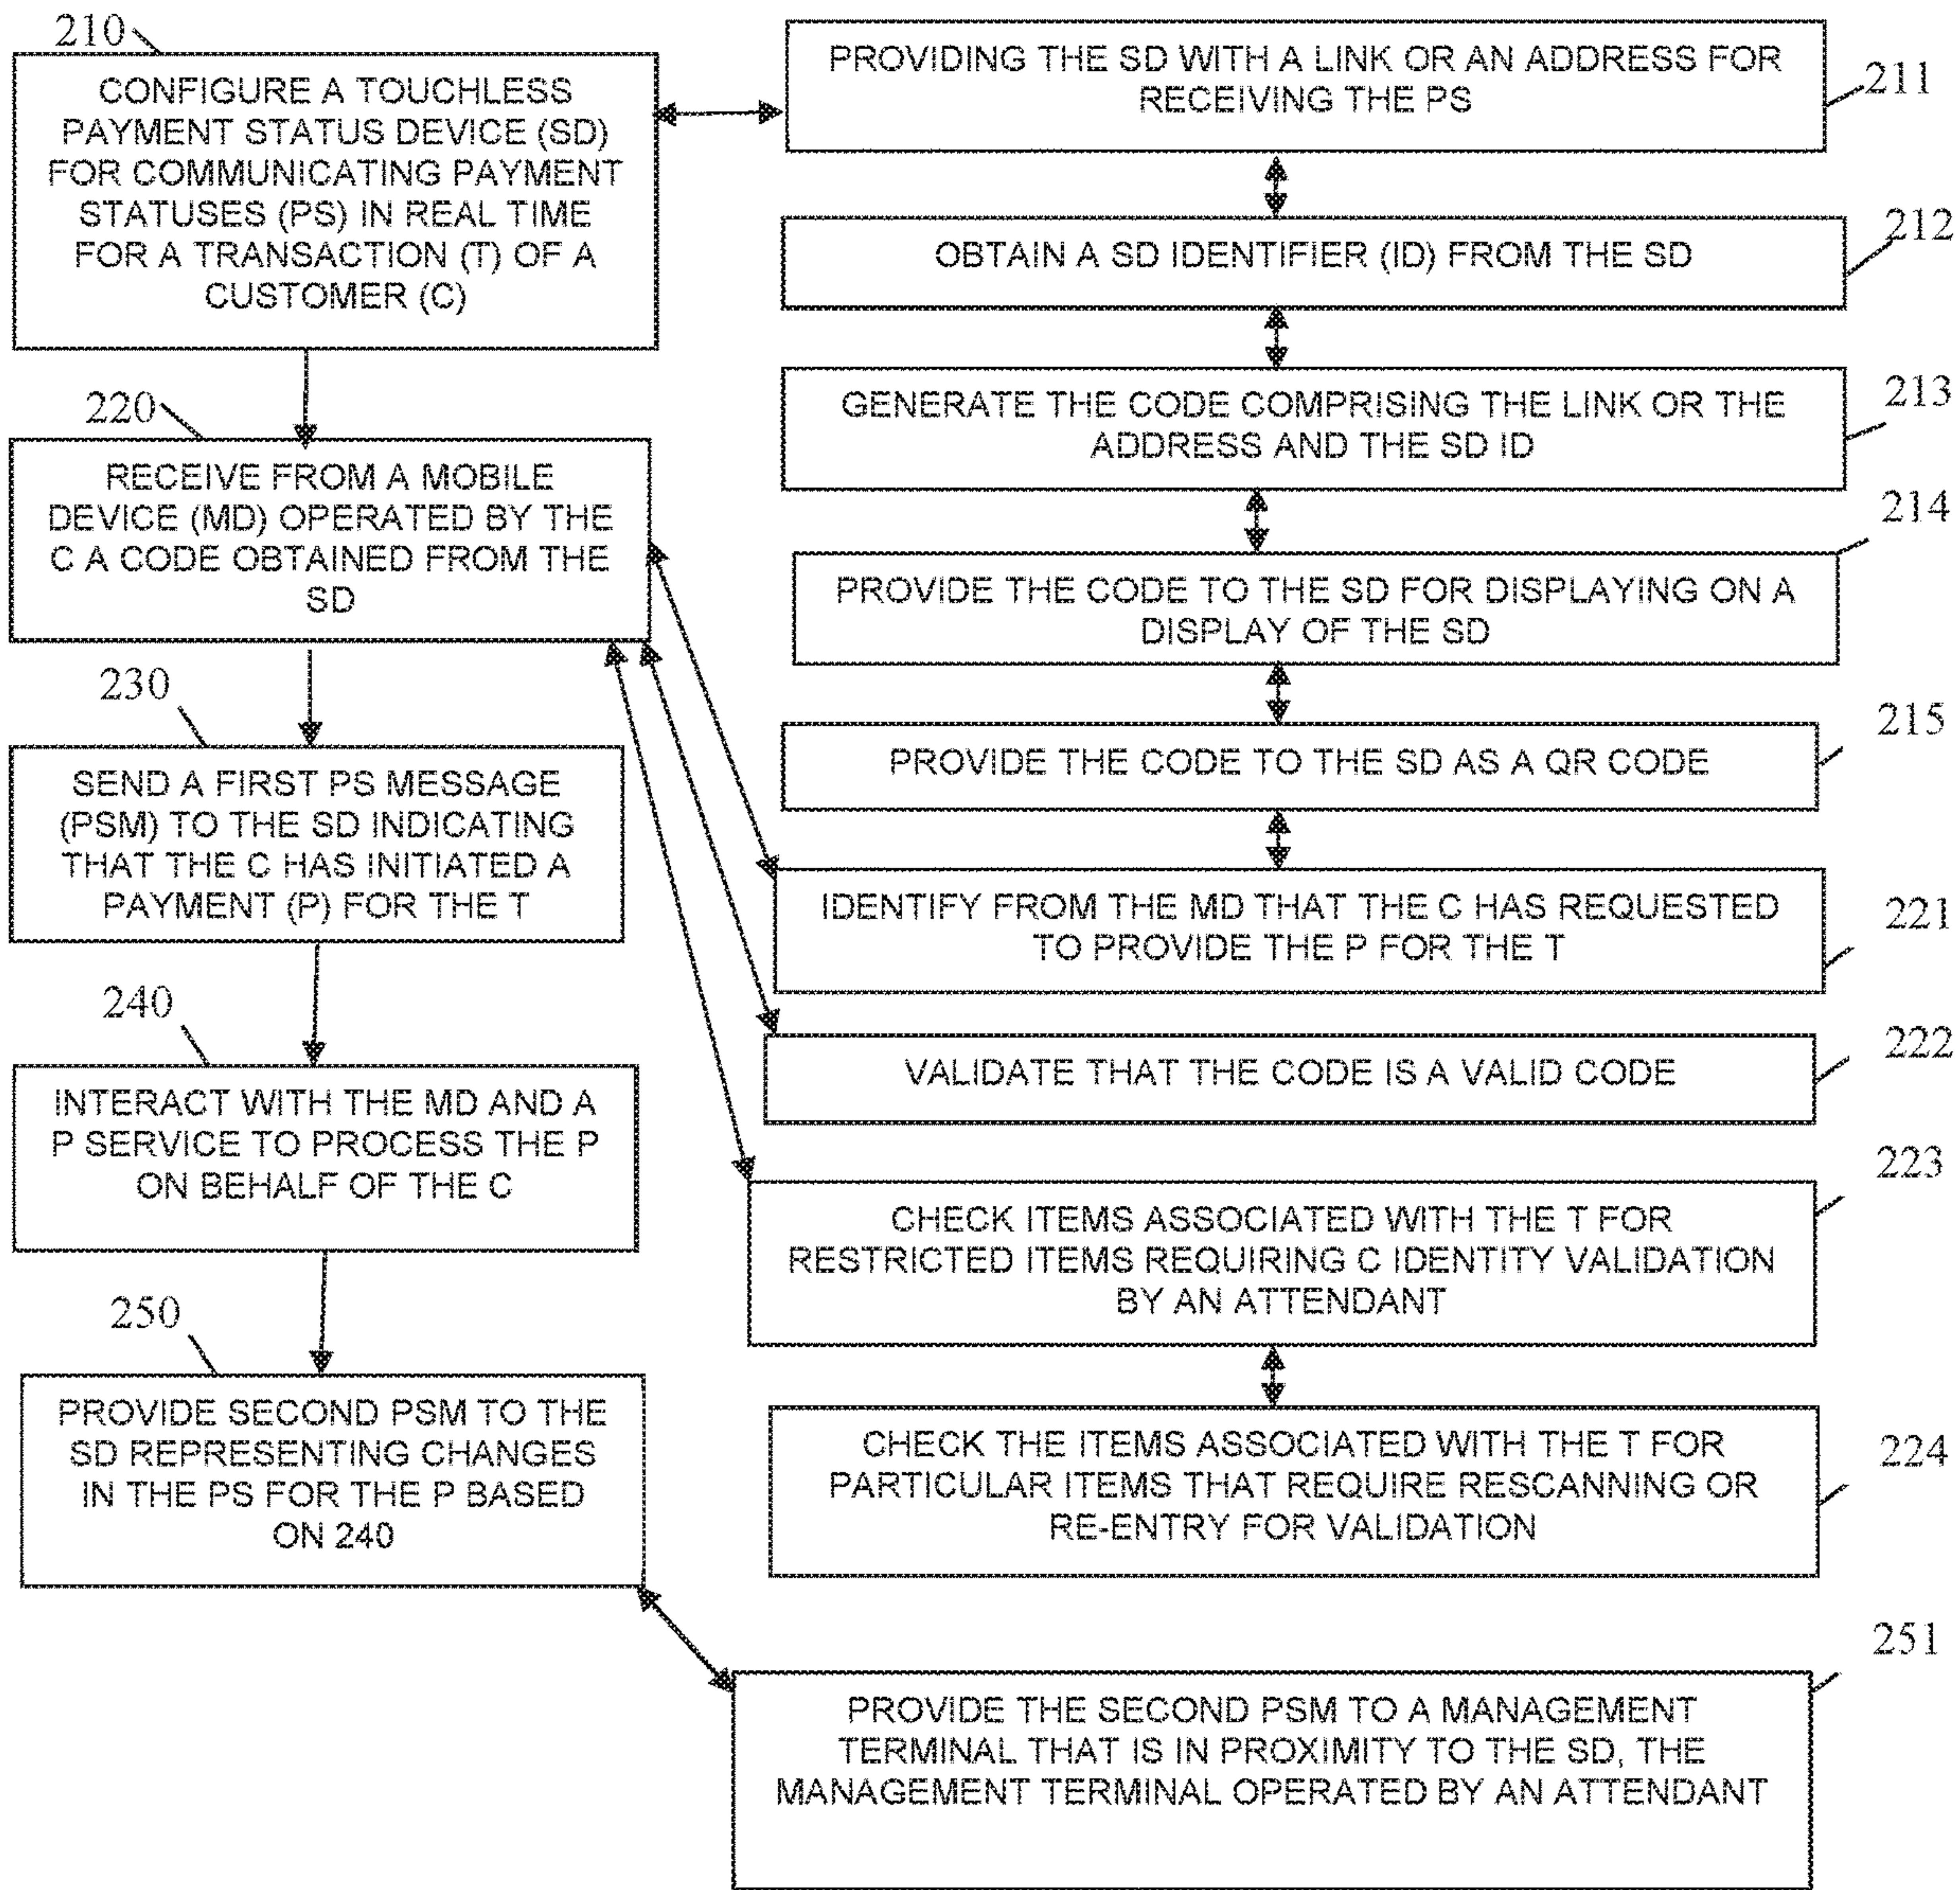 210
CONFIGURE A TOUCHLESS
PAYMENT STATUS DEVICE (SD)
FOR COMMUNICATING PAYMENT
STATUSES (PS) IN REAL TIME
FOR A TRANSACTION (T) OF A
CUSTOMER (C)
220
RECEIVE FROM A MOBILE
DEVICE (MD) OPERATED BY THE
C A CODE OBTAINED FROM THE
SD
230
SEND A FIRST PS MESSAGE
(PSM) TO THE SD INDICATING
THAT THE C HAS INITIATED A
PAYMENT (P) FOR THE T
240
INTERACT WITH THE MD AND A
P SERVICE TO PROCESS THE P
ON BEHALF OF THE C
250
PROVIDE SECOND PSM TO THE
SD REPRESENTING CHANGES
IN THE PS FOR THE P BASED
ON 240
PROVIDING THE SD WITH A LINK OR AN ADDRESS FOR
RECEIVING THE PS
211
OBTAIN A SD IDENTIFIER (ID) FROM THE SD
212
GENERATE THE CODE COMPRISING THE LINK OR THE
ADDRESS AND THE SD ID
213
PROVIDE THE CODE TO THE SD FOR DISPLAYING ON A
DISPLAY OF THE SD
214
PROVIDE THE CODE TO THE SD AS A QR CODE
215
IDENTIFY FROM THE MD THAT THE C HAS REQUESTED
TO PROVIDE THE P FOR THE T
221
VALIDATE THAT THE CODE IS A VALID CODE
222
CHECK ITEMS ASSOCIATED WITH THE T FOR
RESTRICTED ITEMS REQUIRING C IDENTITY VALIDATION
BY AN ATTENDANT
223
CHECK THE ITEMS ASSOCIATED WITH THE T FOR
PARTICULAR ITEMS THAT REQUIRE RESCANNING OR
RE-ENTRY FOR VALIDATION
224
PROVIDE THE SECOND PSM TO A MANAGEMENT
TERMINAL THAT IS IN PROXIMITY TO THE SD, THE
MANAGEMENT TERMINAL OPERATED BY AN ATTENDANT
251